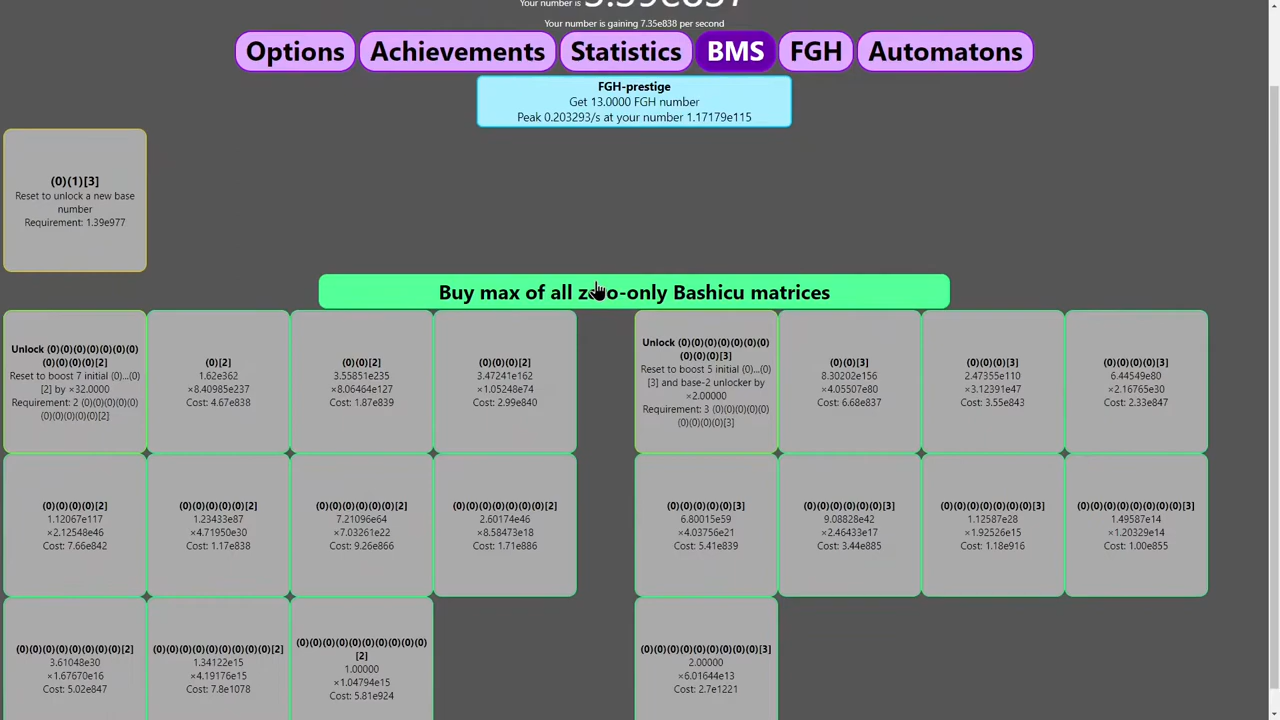 Your number is 5.59e857
Your number is gaining 7.35e838 per second
Options
Achievements
Statistics
BMS
FGH
Automatons
FGH-prestige
Get 13.0000 FGH number
Peak 0.203293/s at your number 1.17179e115
(0)(1)[3]
Reset to unlock a new base
number
Requirement: 1.39e977
Buy max of all zero-only Bashicu matrices
Unlock (0)(0)(0)(0)(0)(0)(0)
(0)(0)(0)(0)(0)[2]
Reset to boost 7 initial (0)...(0)
[2] by ×32.0000
Requirement: 2 (0)(0)(0)(0)
(0)(0)(0)(0)(0)[2]
(0)[2]
1.62e362
×8.40985e237
Cost: 4.67e838
(0)(0)[2]
3.55851e235
×8.06464e127
Cost: 1.87e839
(0)(0)(0)[2]
3.47241e162
×1.05248e74
Cost: 2.99e840
Unlock (0)(0)(0)(0)(0)(0)(0)
(0)(0)(0)[3]
Reset to boost 5 initial (0)...(0)
[3] and base-2 unlocker by
×2.00000
Requirement: 3 (0)(0)(0)(0)
(0)(0)(0)(0)[3]
(0)(0)[3]
8.30202e156
×4.05507e80
Cost: 6.68e837
(0)(0)(0)[3]
2.47355e110
×3.12391e47
Cost: 3.55e843
(0)(0)(0)(0)[3]
6.44549e80
×2.16765e30
Cost: 2.33e847
(0)(0)(0)(0)[2]
1.12067e117
×2.12548e46
Cost: 7.66e842
(0)(0)(0)(0)(0)[2]
1.23433e87
×4.71950e30
Cost: 1.17e838
(0)(0)(0)(0)(0)(0)[2]
7.21096e64
×7.03261e22
Cost: 9.26e866
(0)(0)(0)(0)(0)(0)(0)[2]
2.60174e46
×8.58473e18
Cost: 1.71e886
(0)(0)(0)(0)(0)[3]
6.80015e59
×4.03756e21
Cost: 5.41e839
(0)(0)(0)(0)(0)(0)[3]
9.08828e42
×2.46433e17
Cost: 3.44e885
(0)(0)(0)(0)(0)(0)(0)[3]
1.12587e28
×1.92526e15
Cost: 1.18e916
(0)(0)(0)(0)(0)(0)(0)(0)[3]
1.49587e14
×1.20329e14
Cost: 1.00e855
(0)(0)(0)(0)(0)(0)(0)(0)[2]
3.61048e30
×1.67670e16
Cost: 5.02e847
(0)(0)(0)(0)(0)(0)(0)(0)(0)[2]
1.34122e15
×4.19176e15
Cost: 7.8e1078
(0)(0)(0)(0)(0)(0)(0)(0)(0)(0)
[2]
1.00000
×1.04794e15
Cost: 5.81e924
(0)(0)(0)(0)(0)(0)(0)(0)(0)[3]
2.00000
×6.01644e13
Cost: 2.7e1221